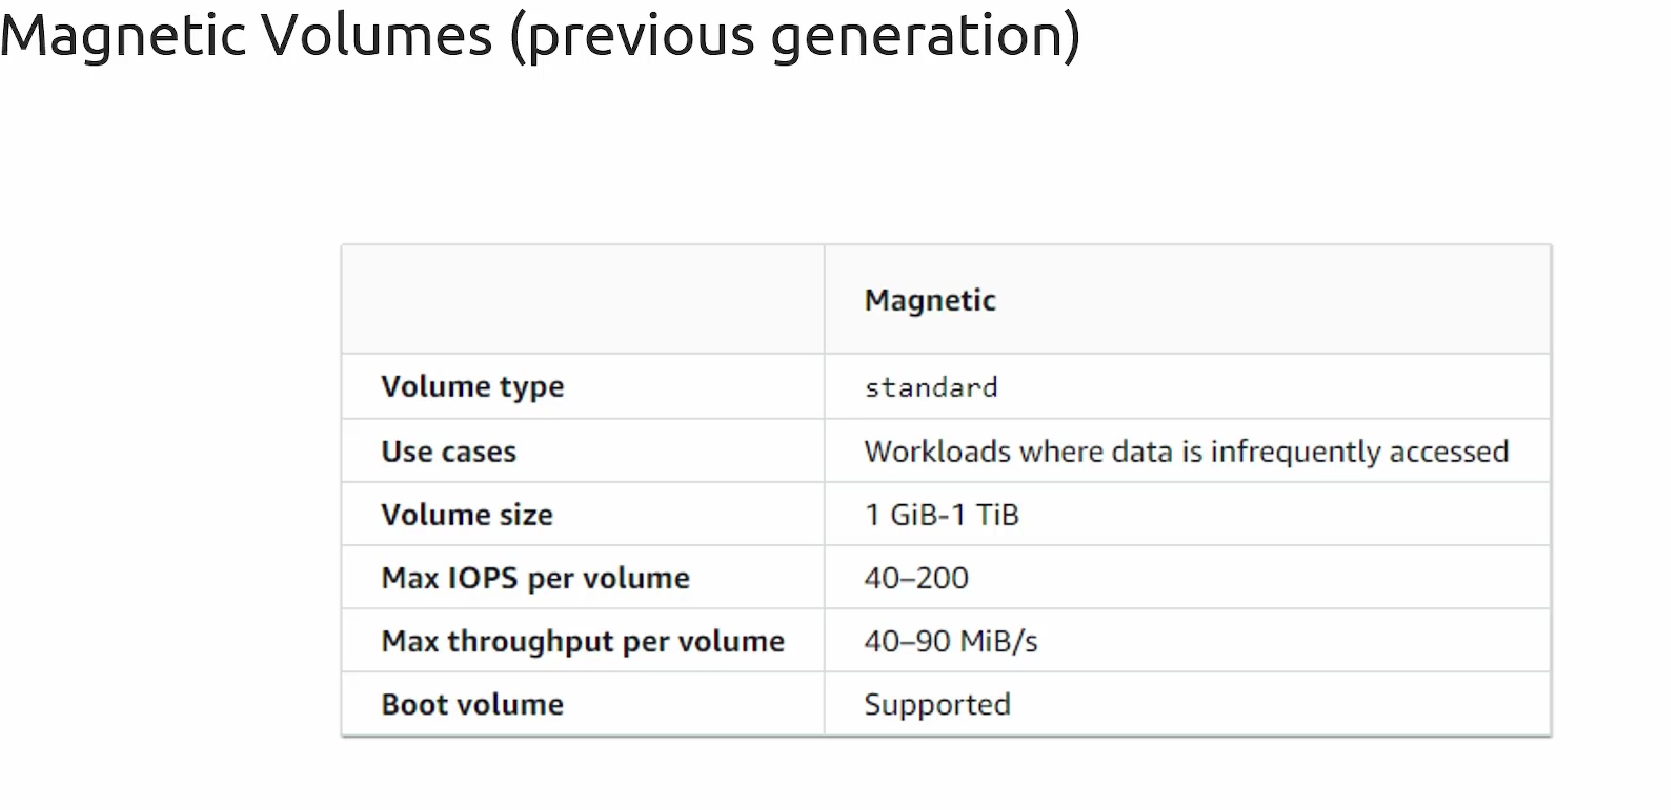 Magnetic Volumes (previous generation)
Magnetic
Volume type standard
Use cases Workloads where data is infrequently accessed
Volume size 1 GiB-1 TiB
Max IOPS per volume 40–200
Max throughput per volume 40–90 MiB/s
Boot volume Supported